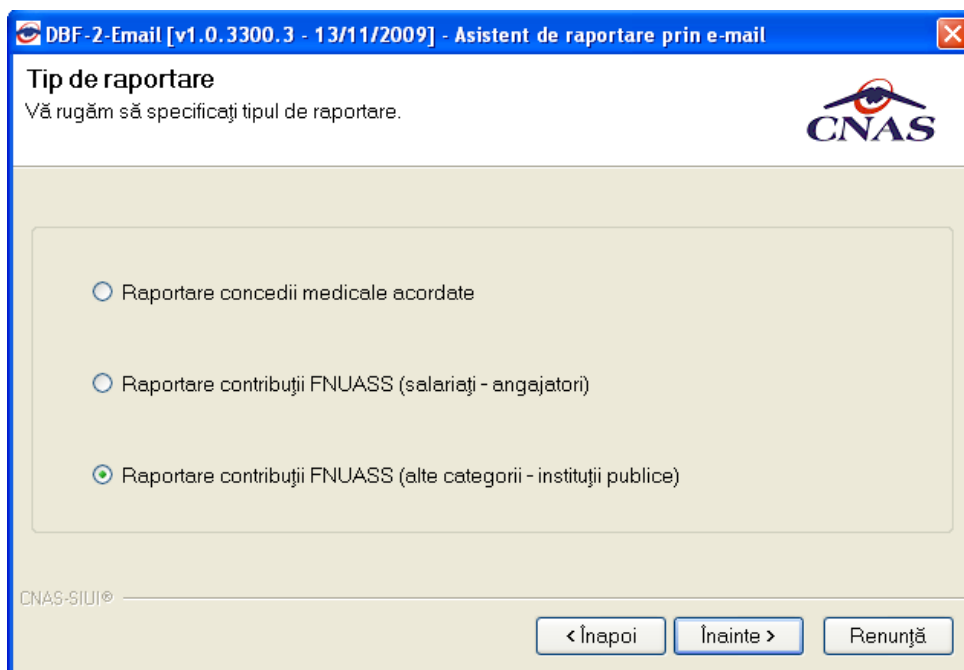 DBF-2-Email [v1.0.3300.3 - 13/11/2009] - Asistent de raportare prin e-mail
Tip de raportare
Vă rugăm să specificaţi tipul de raportare.
CNAS
Raportare concedii medicale acordate
Raportare contribuţii FNUASS (salariaţi - angajatori)
Raportare contribuţii FNUASS (alte categorii - instituţii publice)
CNAS-SIUI®
< Înapoi Înainte > Renunţă